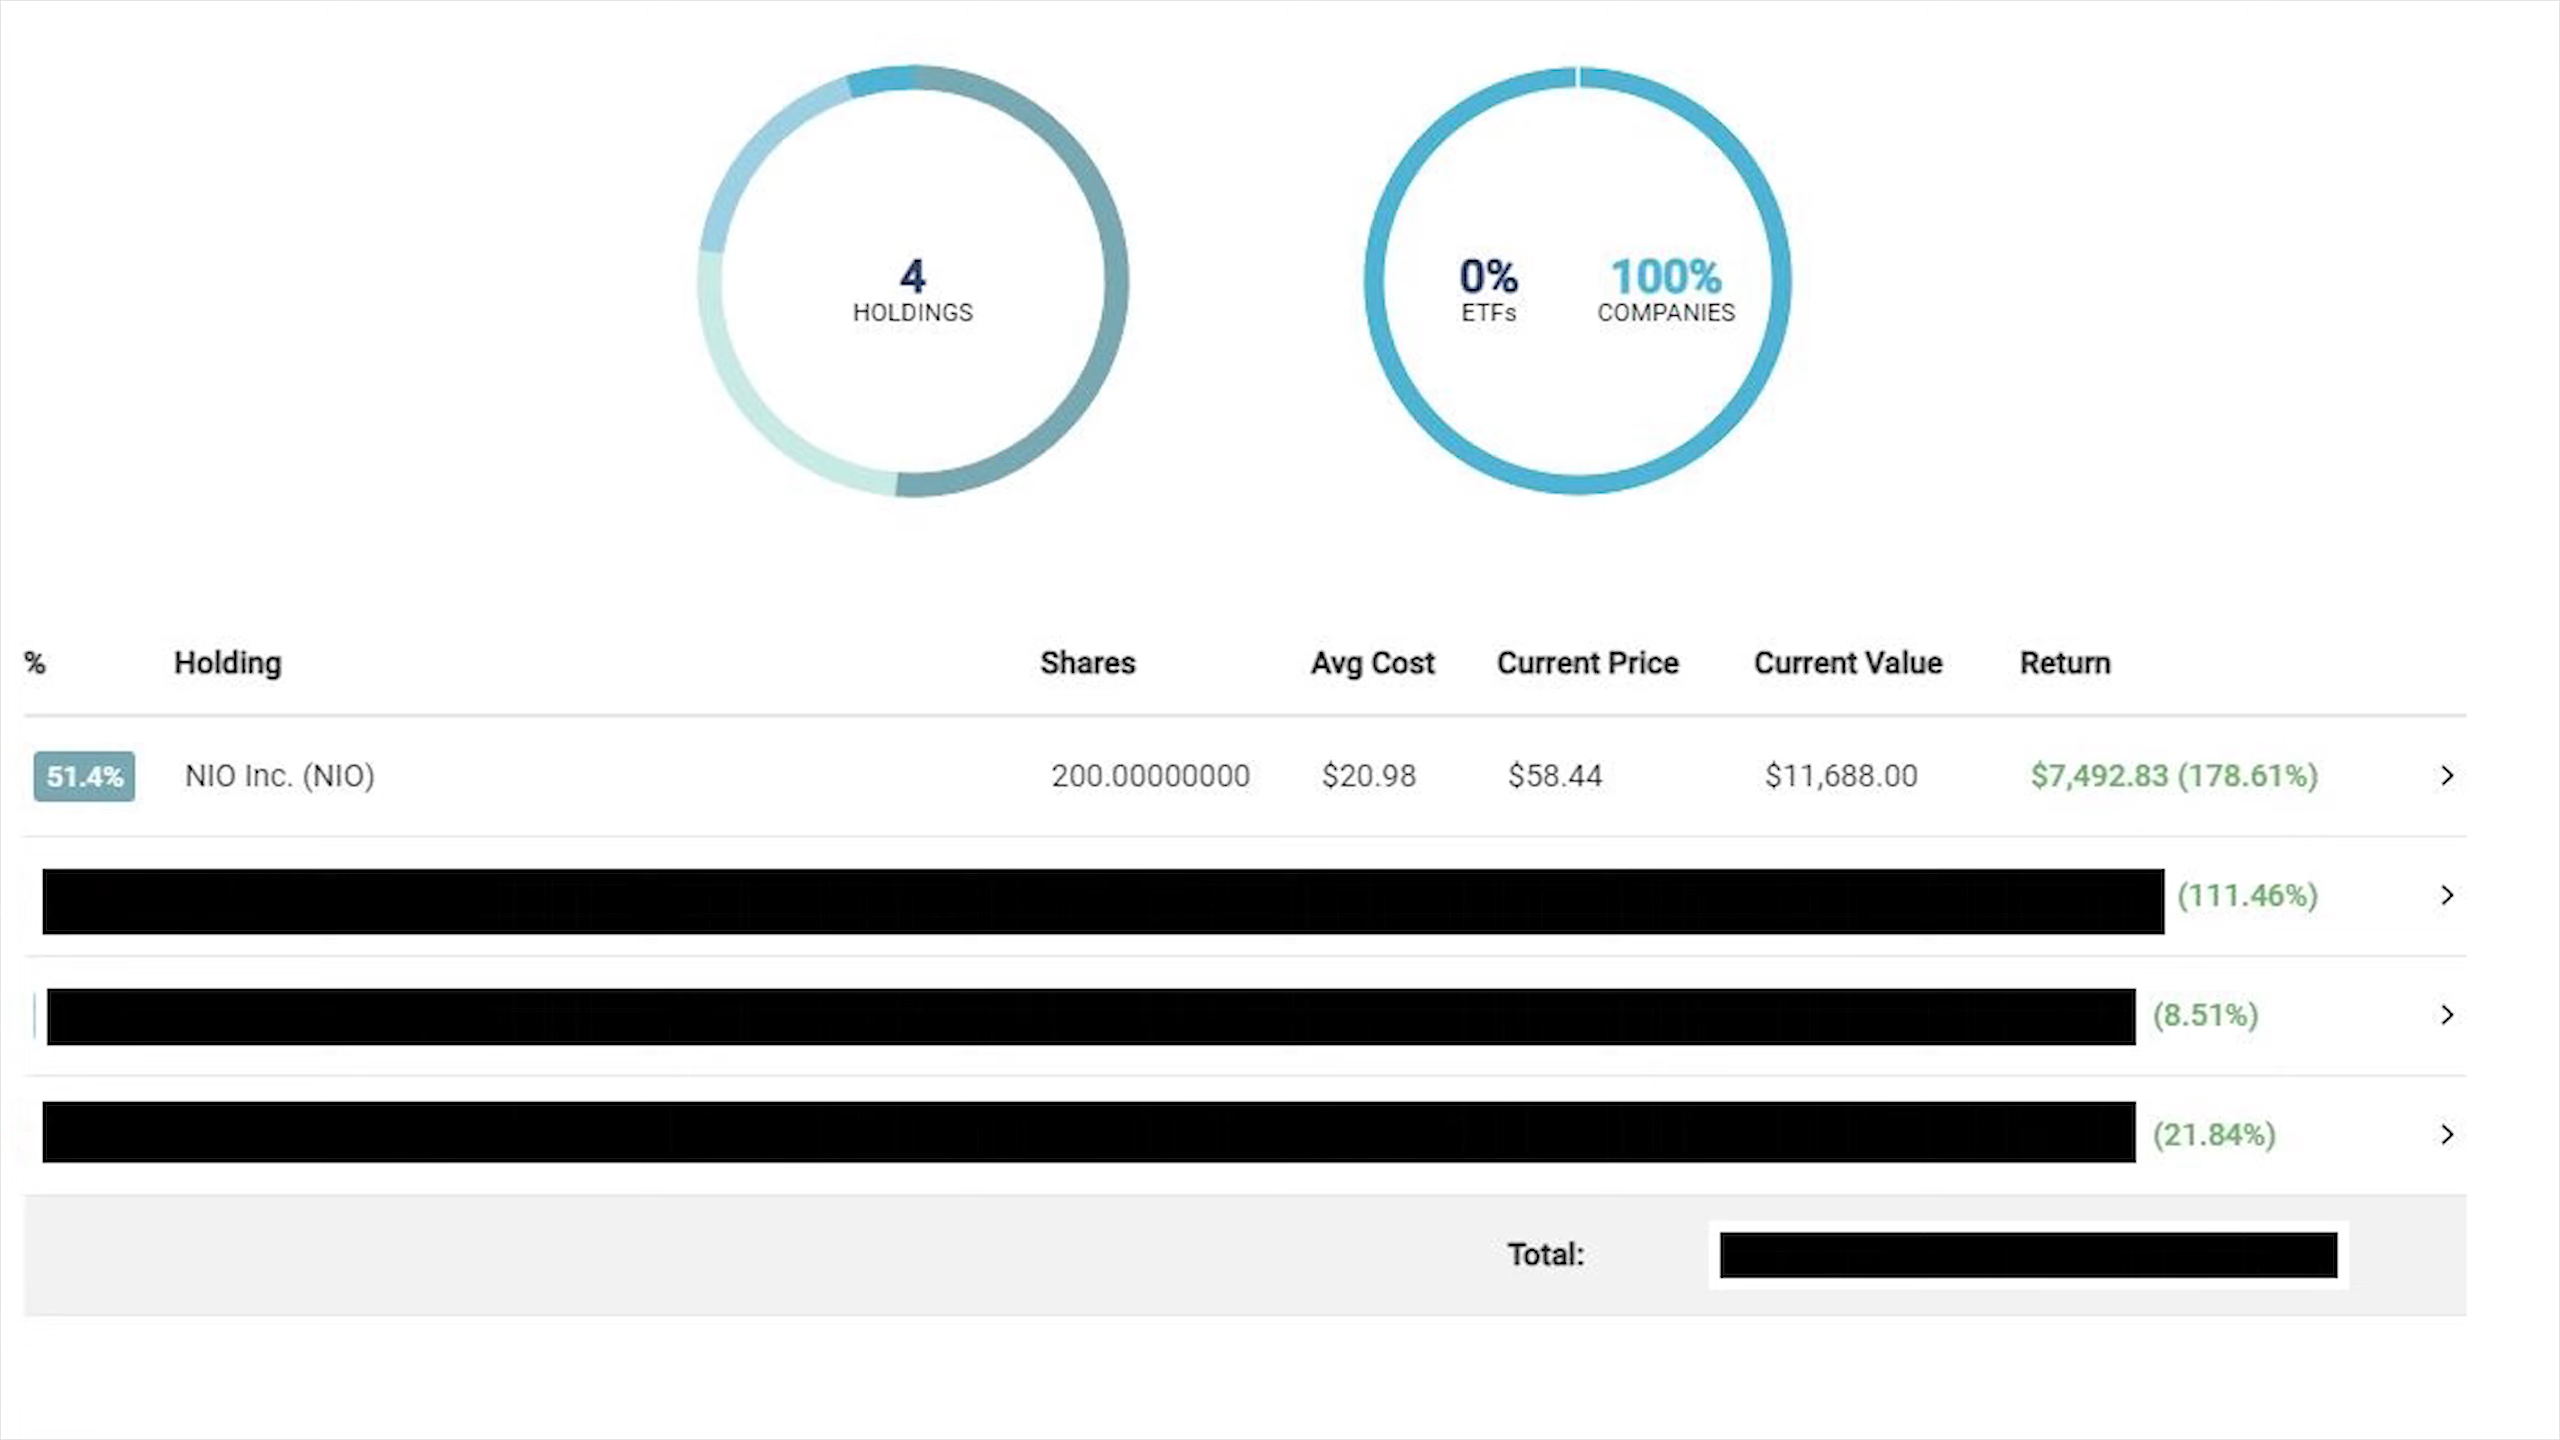 4
HOLDINGS
0% 100%
ETFs COMPANIES
% Holding Shares Avg Cost Current Price Current Value Return
51.4% NIO Inc. (NIO) 200.00000000 $20.98 $58.44 $11,688.00 $7,492.83 (178.61%)
(111.46%)
(8.51%)
(21.84%)
Total: